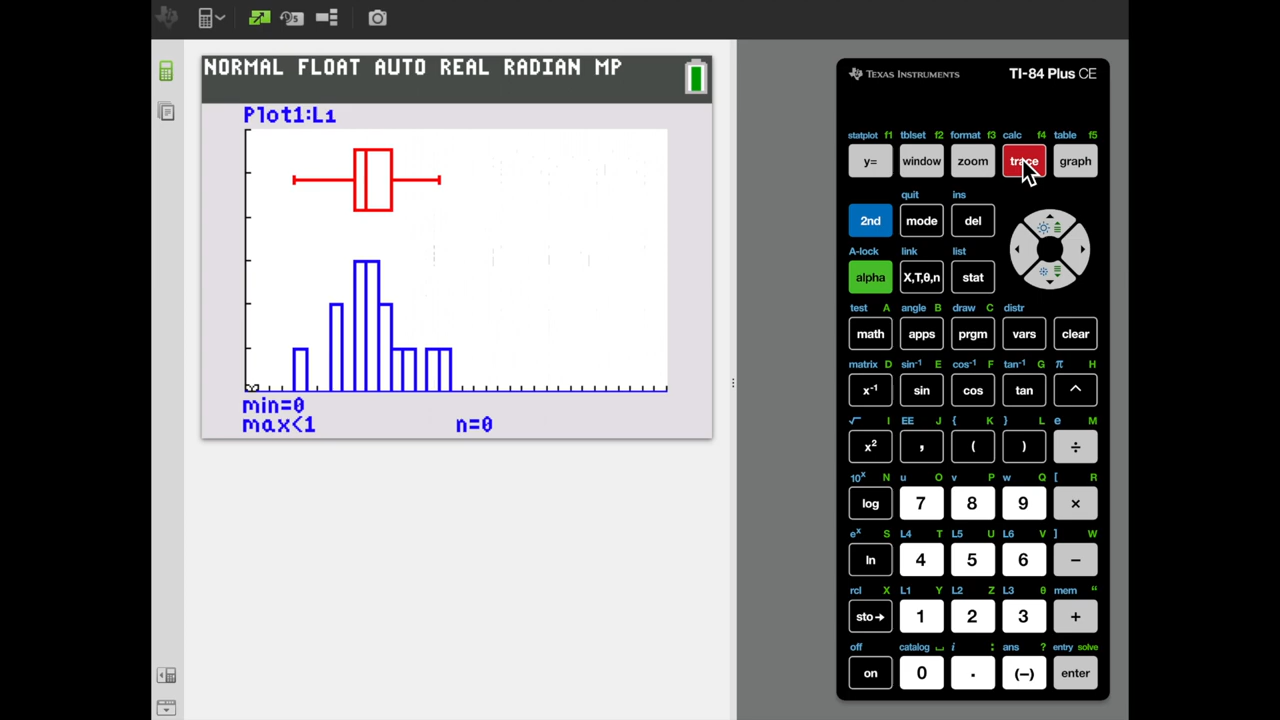 NORMAL FLOAT AUTO REAL RADIAN MP
Plot1:L1
min=0
max<1 n=0
TEXAS INSTRUMENTS TI-84 Plus CE
statplot f1 tblset f2 format f3 calc f4 table f5
y= window zoom trace graph
quit ins
2nd mode del
A-lock link list
alpha X,T,θ,n stat
test A angle B draw C distr
math apps prgm vars clear
matrix D sin⁻¹ E cos⁻¹ F tan⁻¹ G π H
x⁻¹ sin cos tan ^
√ I EE J { K } L e M
x² , ( ) ÷
10ˣ N u O v P w Q [ R
log 7 8 9 ×
eˣ S L4 T L5 U L6 V ] W
ln 4 5 6 −
rcl X L1 Y L2 Z L3 θ mem “
sto→ 1 2 3 +
off catalog ⎵ i : ans ? entry solve
on 0 . (−) enter